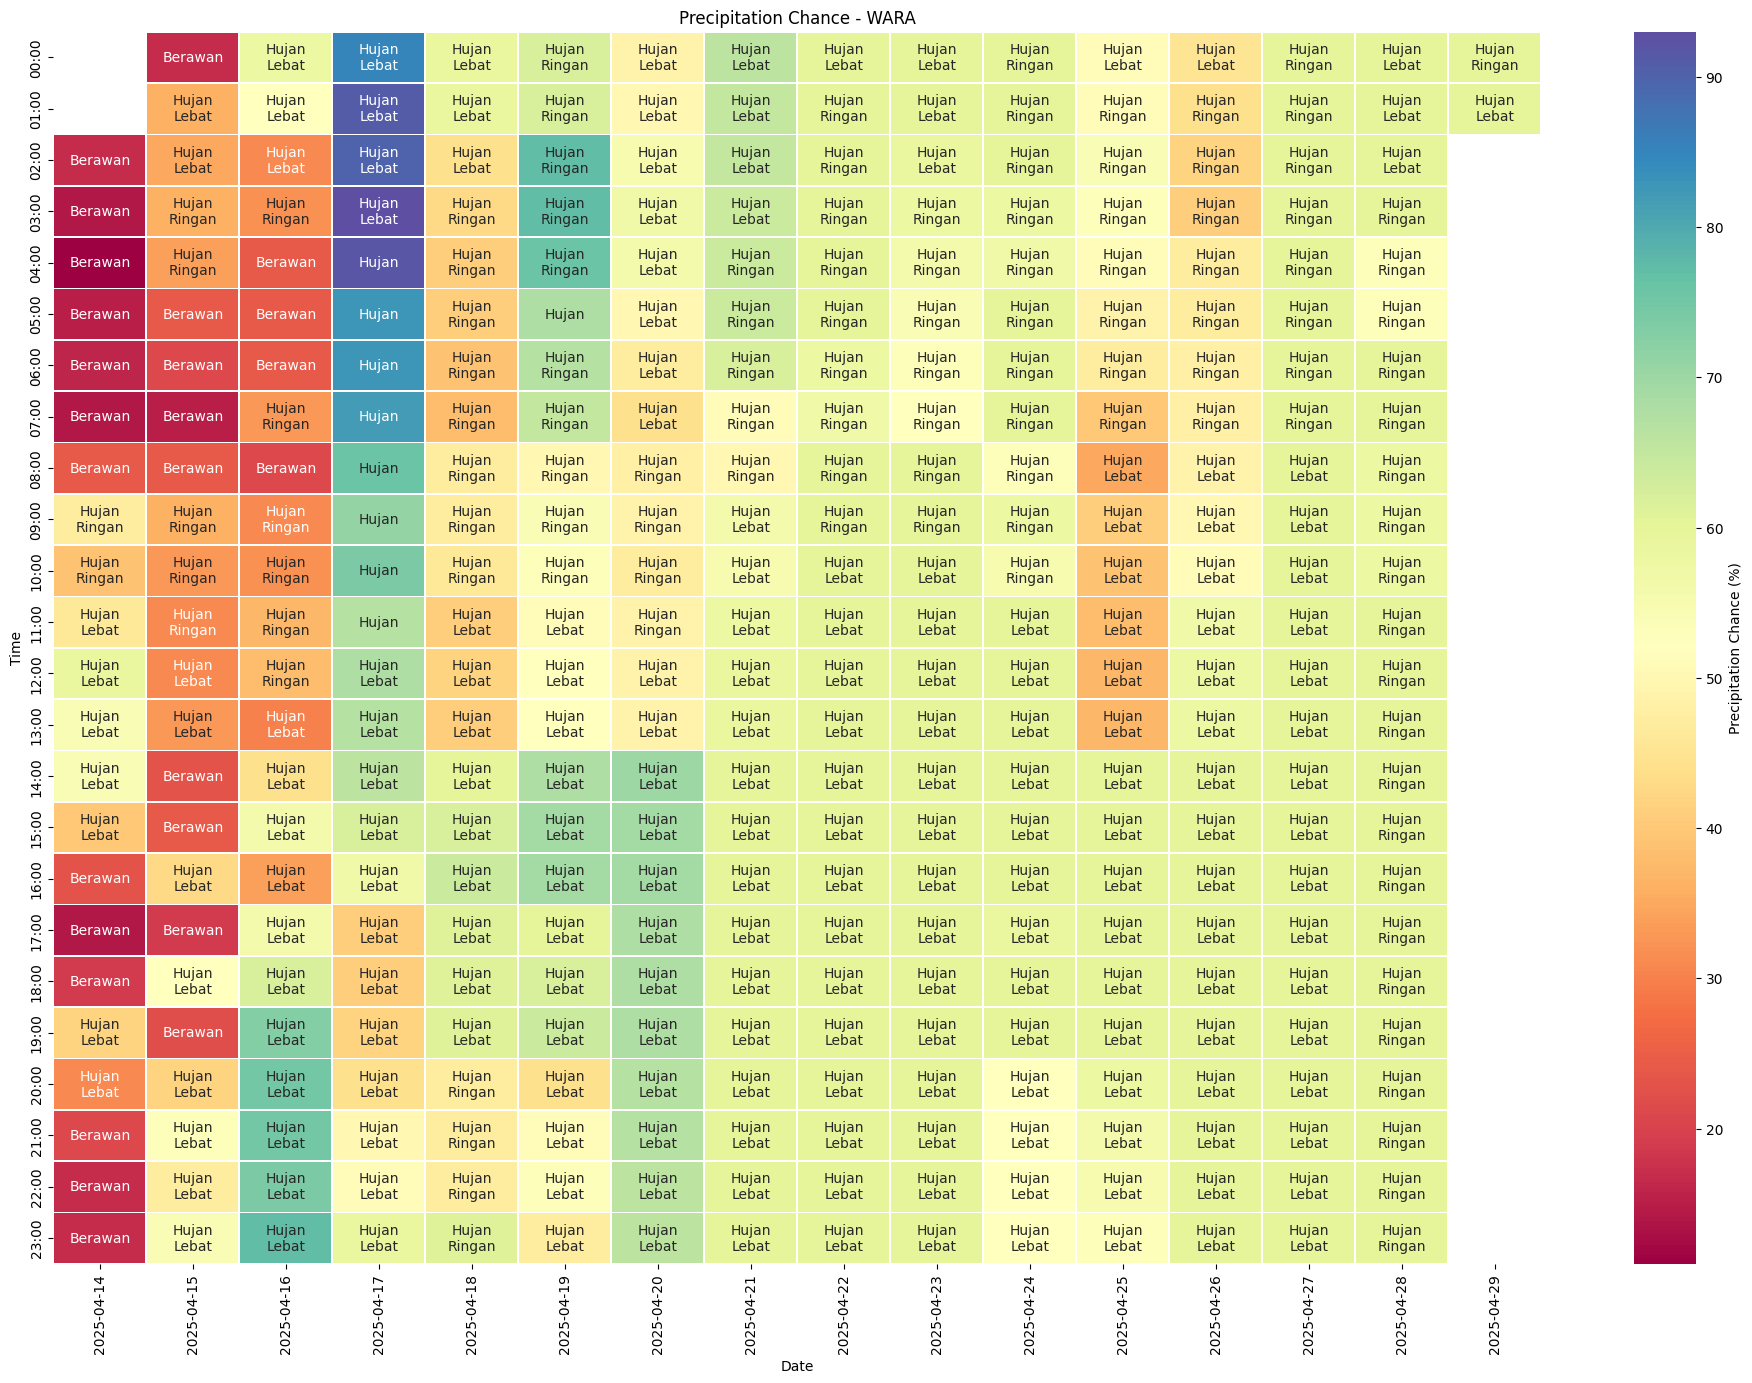 Precipitation Chance - WARA
00:00 Berawan Hujan Lebat Hujan Lebat Hujan Lebat Hujan Ringan Hujan Lebat Hujan Lebat Hujan Lebat Hujan Lebat Hujan Ringan Hujan Lebat Hujan Lebat Hujan Ringan Hujan Lebat Hujan Ringan
01:00 Hujan Lebat Hujan Lebat Hujan Lebat Hujan Lebat Hujan Ringan Hujan Lebat Hujan Lebat Hujan Ringan Hujan Lebat Hujan Ringan Hujan Ringan Hujan Ringan Hujan Ringan Hujan Lebat Hujan Lebat
02:00 Berawan Hujan Lebat Hujan Lebat Hujan Lebat Hujan Lebat Hujan Ringan Hujan Lebat Hujan Lebat Hujan Ringan Hujan Lebat Hujan Ringan Hujan Ringan Hujan Ringan Hujan Ringan Hujan Lebat
03:00 Berawan Hujan Ringan Hujan Ringan Hujan Lebat Hujan Ringan Hujan Ringan Hujan Lebat Hujan Lebat Hujan Ringan Hujan Ringan Hujan Ringan Hujan Ringan Hujan Ringan Hujan Ringan Hujan Ringan
04:00 Berawan Hujan Ringan Berawan Hujan Hujan Ringan Hujan Ringan Hujan Lebat Hujan Ringan Hujan Ringan Hujan Ringan Hujan Ringan Hujan Ringan Hujan Ringan Hujan Ringan Hujan Ringan
05:00 Berawan Berawan Berawan Hujan Hujan Ringan Hujan Hujan Lebat Hujan Ringan Hujan Ringan Hujan Ringan Hujan Ringan Hujan Ringan Hujan Ringan Hujan Ringan Hujan Ringan
06:00 Berawan Berawan Berawan Hujan Hujan Ringan Hujan Ringan Hujan Lebat Hujan Ringan Hujan Ringan Hujan Ringan Hujan Ringan Hujan Ringan Hujan Ringan Hujan Ringan Hujan Ringan
07:00 Berawan Berawan Hujan Ringan Hujan Hujan Ringan Hujan Ringan Hujan Lebat Hujan Ringan Hujan Ringan Hujan Ringan Hujan Ringan Hujan Ringan Hujan Ringan Hujan Ringan Hujan Ringan
08:00 Berawan Berawan Berawan Hujan Hujan Ringan Hujan Ringan Hujan Ringan Hujan Ringan Hujan Ringan Hujan Ringan Hujan Ringan Hujan Lebat Hujan Lebat Hujan Lebat Hujan Ringan
09:00 Hujan Ringan Hujan Ringan Hujan Ringan Hujan Hujan Ringan Hujan Ringan Hujan Ringan Hujan Lebat Hujan Ringan Hujan Ringan Hujan Ringan Hujan Lebat Hujan Lebat Hujan Lebat Hujan Ringan
10:00 Hujan Ringan Hujan Ringan Hujan Ringan Hujan Hujan Ringan Hujan Ringan Hujan Ringan Hujan Lebat Hujan Lebat Hujan Lebat Hujan Ringan Hujan Lebat Hujan Lebat Hujan Lebat Hujan Ringan
11:00 Hujan Lebat Hujan Ringan Hujan Ringan Hujan Hujan Lebat Hujan Lebat Hujan Ringan Hujan Lebat Hujan Lebat Hujan Lebat Hujan Lebat Hujan Lebat Hujan Lebat Hujan Lebat Hujan Ringan
12:00 Hujan Lebat Hujan Lebat Hujan Ringan Hujan Lebat Hujan Lebat Hujan Lebat Hujan Lebat Hujan Lebat Hujan Lebat Hujan Lebat Hujan Lebat Hujan Lebat Hujan Lebat Hujan Lebat Hujan Ringan
13:00 Hujan Lebat Hujan Lebat Hujan Lebat Hujan Lebat Hujan Lebat Hujan Lebat Hujan Lebat Hujan Lebat Hujan Lebat Hujan Lebat Hujan Lebat Hujan Lebat Hujan Lebat Hujan Lebat Hujan Ringan
14:00 Hujan Lebat Berawan Hujan Lebat Hujan Lebat Hujan Lebat Hujan Lebat Hujan Lebat Hujan Lebat Hujan Lebat Hujan Lebat Hujan Lebat Hujan Lebat Hujan Lebat Hujan Lebat Hujan Ringan
15:00 Hujan Lebat Berawan Hujan Lebat Hujan Lebat Hujan Lebat Hujan Lebat Hujan Lebat Hujan Lebat Hujan Lebat Hujan Lebat Hujan Lebat Hujan Lebat Hujan Lebat Hujan Lebat Hujan Ringan
16:00 Berawan Hujan Lebat Hujan Lebat Hujan Lebat Hujan Lebat Hujan Lebat Hujan Lebat Hujan Lebat Hujan Lebat Hujan Lebat Hujan Lebat Hujan Lebat Hujan Lebat Hujan Lebat Hujan Ringan
17:00 Berawan Berawan Hujan Lebat Hujan Lebat Hujan Lebat Hujan Lebat Hujan Lebat Hujan Lebat Hujan Lebat Hujan Lebat Hujan Lebat Hujan Lebat Hujan Lebat Hujan Lebat Hujan Ringan
18:00 Berawan Hujan Lebat Hujan Lebat Hujan Lebat Hujan Lebat Hujan Lebat Hujan Lebat Hujan Lebat Hujan Lebat Hujan Lebat Hujan Lebat Hujan Lebat Hujan Lebat Hujan Lebat Hujan Ringan
19:00 Hujan Lebat Berawan Hujan Lebat Hujan Lebat Hujan Lebat Hujan Lebat Hujan Lebat Hujan Lebat Hujan Lebat Hujan Lebat Hujan Lebat Hujan Lebat Hujan Lebat Hujan Lebat Hujan Ringan
20:00 Hujan Lebat Hujan Lebat Hujan Lebat Hujan Lebat Hujan Ringan Hujan Lebat Hujan Lebat Hujan Lebat Hujan Lebat Hujan Lebat Hujan Lebat Hujan Lebat Hujan Lebat Hujan Lebat Hujan Ringan
21:00 Berawan Hujan Lebat Hujan Lebat Hujan Lebat Hujan Ringan Hujan Lebat Hujan Lebat Hujan Lebat Hujan Lebat Hujan Lebat Hujan Lebat Hujan Lebat Hujan Lebat Hujan Lebat Hujan Ringan
22:00 Berawan Hujan Lebat Hujan Lebat Hujan Lebat Hujan Ringan Hujan Lebat Hujan Lebat Hujan Lebat Hujan Lebat Hujan Lebat Hujan Lebat Hujan Lebat Hujan Lebat Hujan Lebat Hujan Ringan
23:00 Berawan Hujan Lebat Hujan Lebat Hujan Lebat Hujan Ringan Hujan Lebat Hujan Lebat Hujan Lebat Hujan Lebat Hujan Lebat Hujan Lebat Hujan Lebat Hujan Lebat Hujan Lebat Hujan Ringan
Time
2025-04-14 2025-04-15 2025-04-16 2025-04-17 2025-04-18 2025-04-19 2025-04-20 2025-04-21 2025-04-22 2025-04-23 2025-04-24 2025-04-25 2025-04-26 2025-04-27 2025-04-28 2025-04-29
Date
90
80
70
60
50
40
30
20
Precipitation Chance (%)